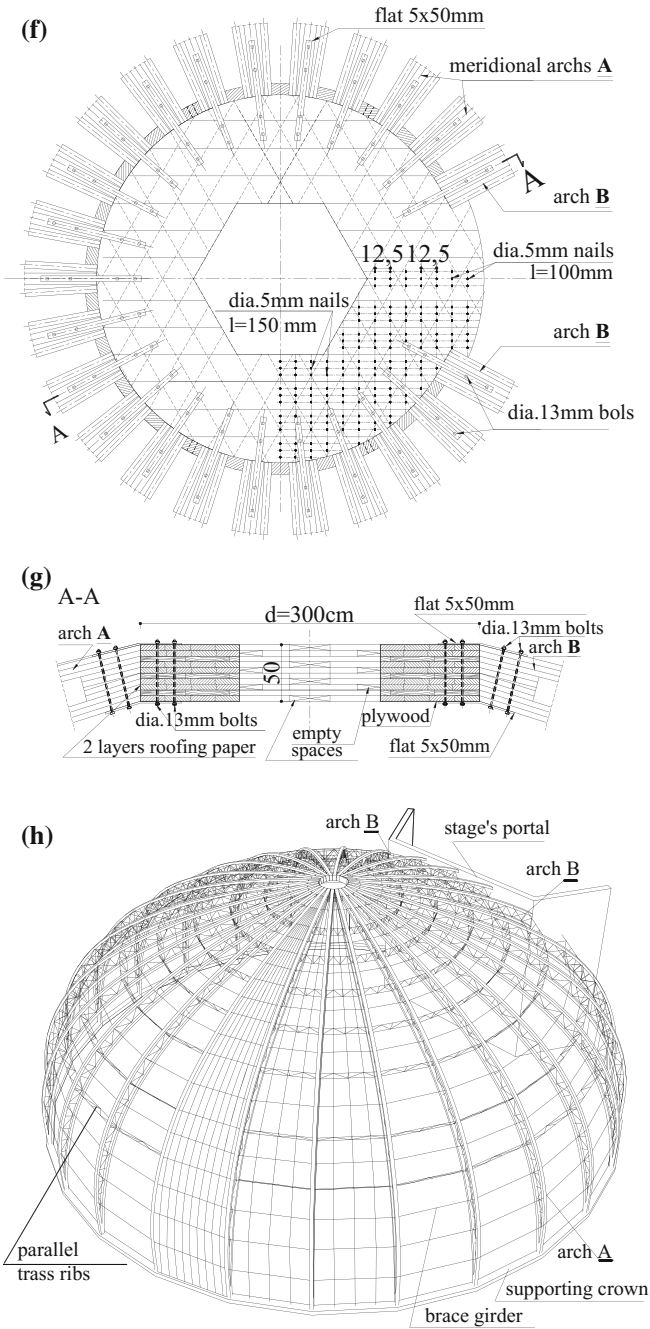 (f)
flat 5x50mm
meridional archs A
A
arch B
12,5 12,5
dia.5mm nails
l=100mm
dia.5mm nails
l=150 mm
arch B
dia.13mm bols
A
(g)
A-A
d=300cm
flat 5x50mm
dia.13mm bolts
arch A
arch B
50
dia.13mm bolts
plywood
empty
spaces
2 layers roofing paper
flat 5x50mm
(h)
arch B
stage's portal
arch B
parallel
trass ribs
arch A
supporting crown
brace girder